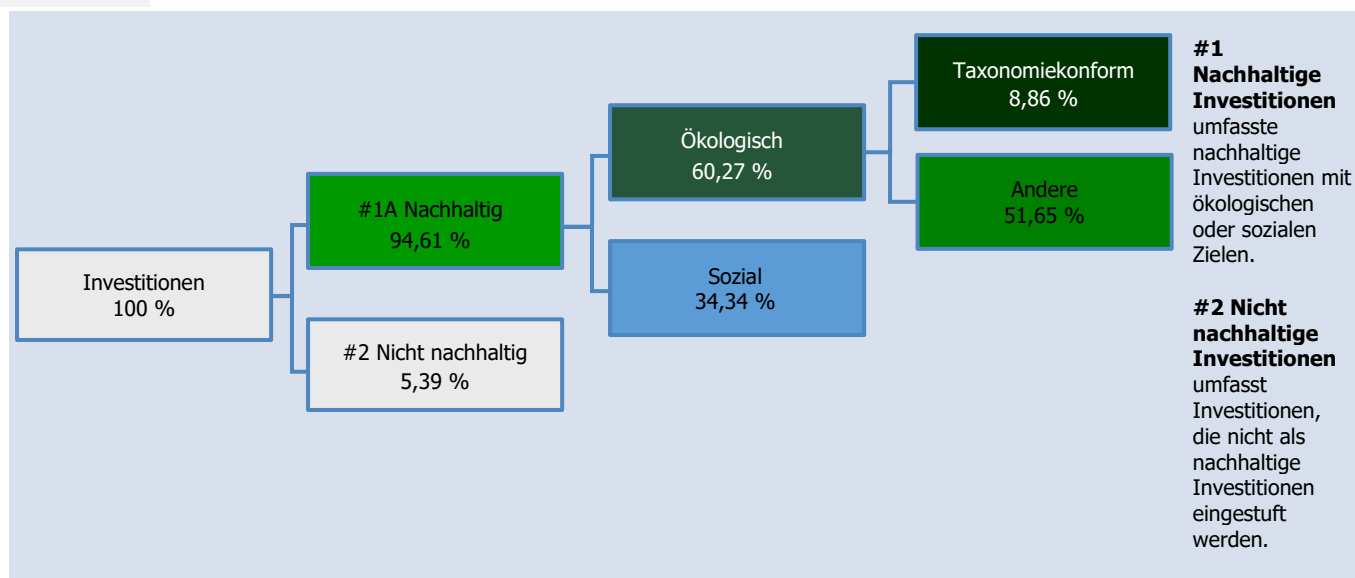 Investitionen
100 %
#1A Nachhaltig
94,61 %
#2 Nicht nachhaltig
5,39 %
Ökologisch
60,27 %
Sozial
34,34 %
Taxonomiekonform
8,86 %
Andere
51,65 %
#1
Nachhaltige
Investitionen
umfasste
nachhaltige
Investitionen mit
ökologischen
oder sozialen
Zielen.
#2 Nicht
nachhaltige
Investitionen
umfasst
Investitionen,
die nicht als
nachhaltige
Investitionen
eingestuft
werden.